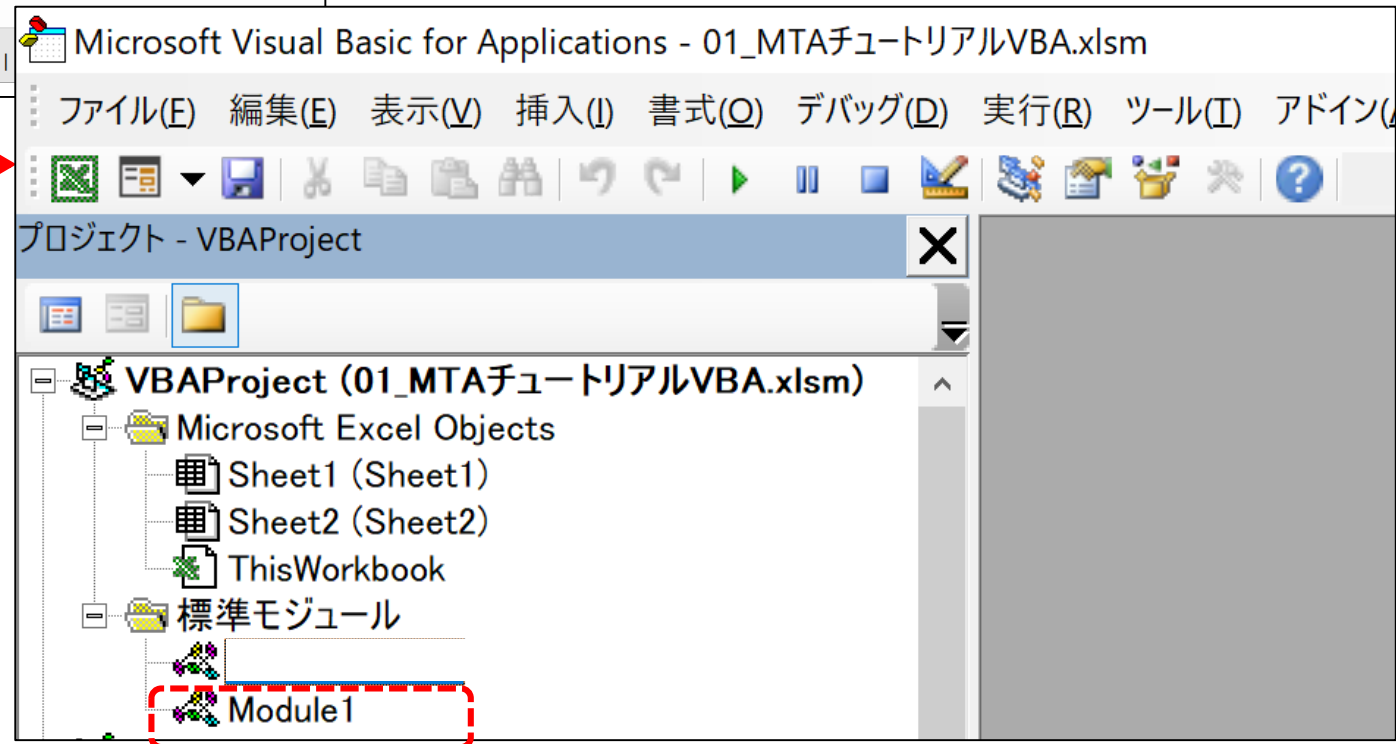 Microsoft Visual Basic for Applications - 01_MTAチュートリアルVBA.xlsm
ファイル(F) 編集(E) 表示(V) 挿入(I) 書式(O) デバッグ(D) 実行(R) ツール(T) アドイン(
プロジェクト - VBAProject
VBAProject (01_MTAチュートリアルVBA.xlsm)
Microsoft Excel Objects
Sheet1 (Sheet1)
Sheet2 (Sheet2)
ThisWorkbook
標準モジュール
Module1